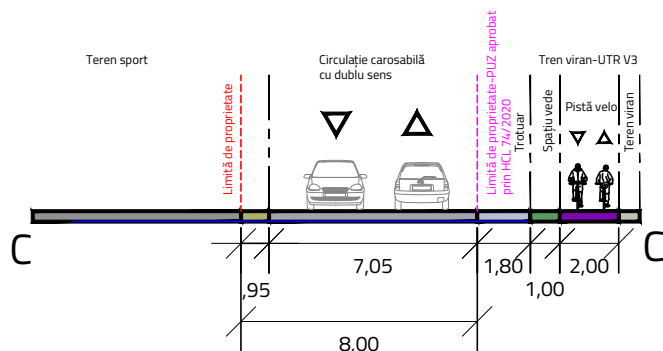 Teren sport
Circulație carosabilă
cu dublu sens
Tren viran-UTR V3
Limită de proprietate
Limită de proprietate-PUZ aprobat
prin HCL 74/2020
Trotuar
Spațiu vede
Pistă velo
Teren viran
C
C
,95
7,05
1,80
1,00
2,00
8,00